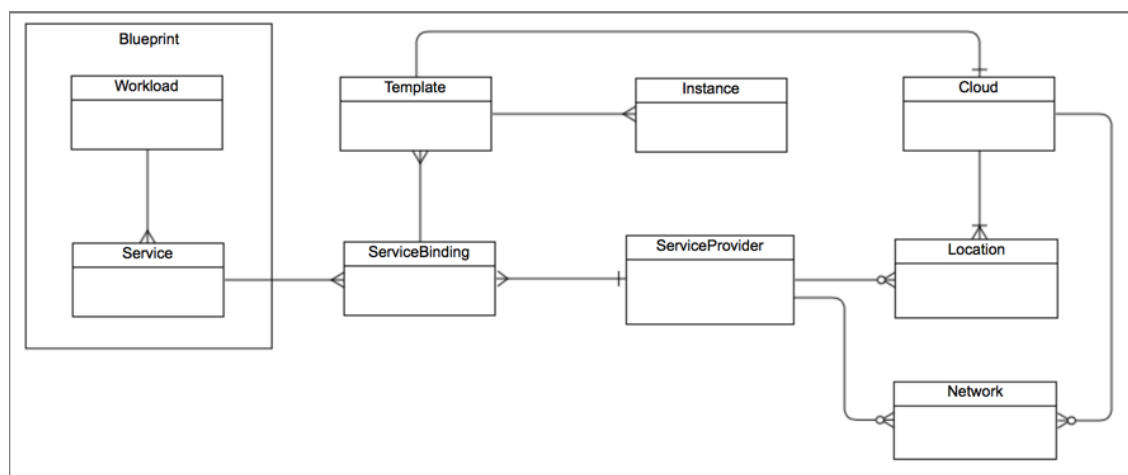 Blueprint
Workload
Template
Instance
Cloud
Service
ServiceBinding
ServiceProvider
Location
Network